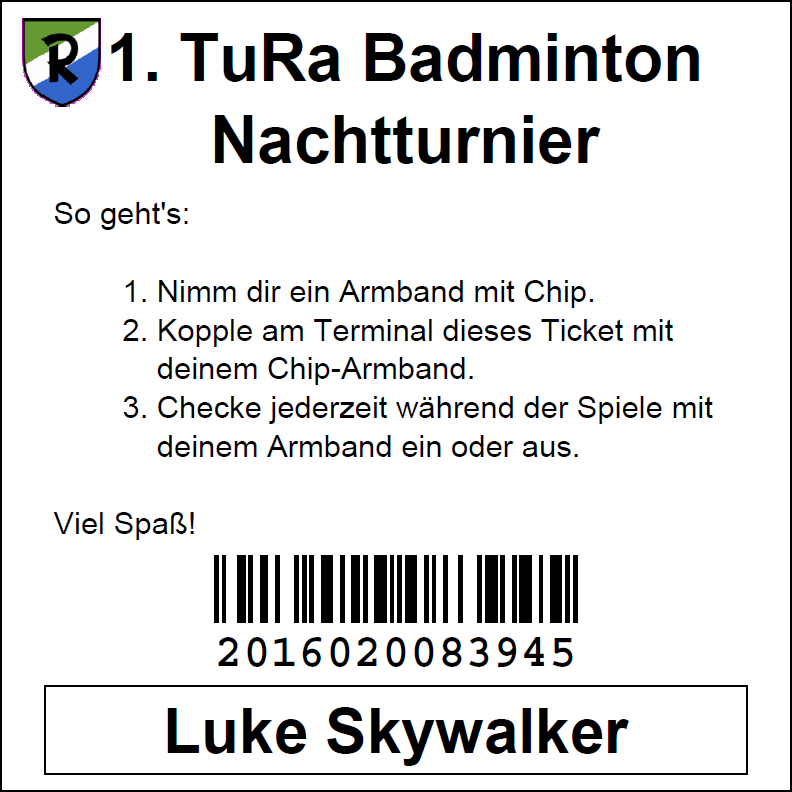 R
1. TuRa Badminton
Nachtturnier
So geht's:
1. Nimm dir ein Armband mit Chip.
2. Kopple am Terminal dieses Ticket mit
deinem Chip-Armband.
3. Checke jederzeit während der Spiele mit
deinem Armband ein oder aus.
Viel Spaß!
2016020083945
Luke Skywalker